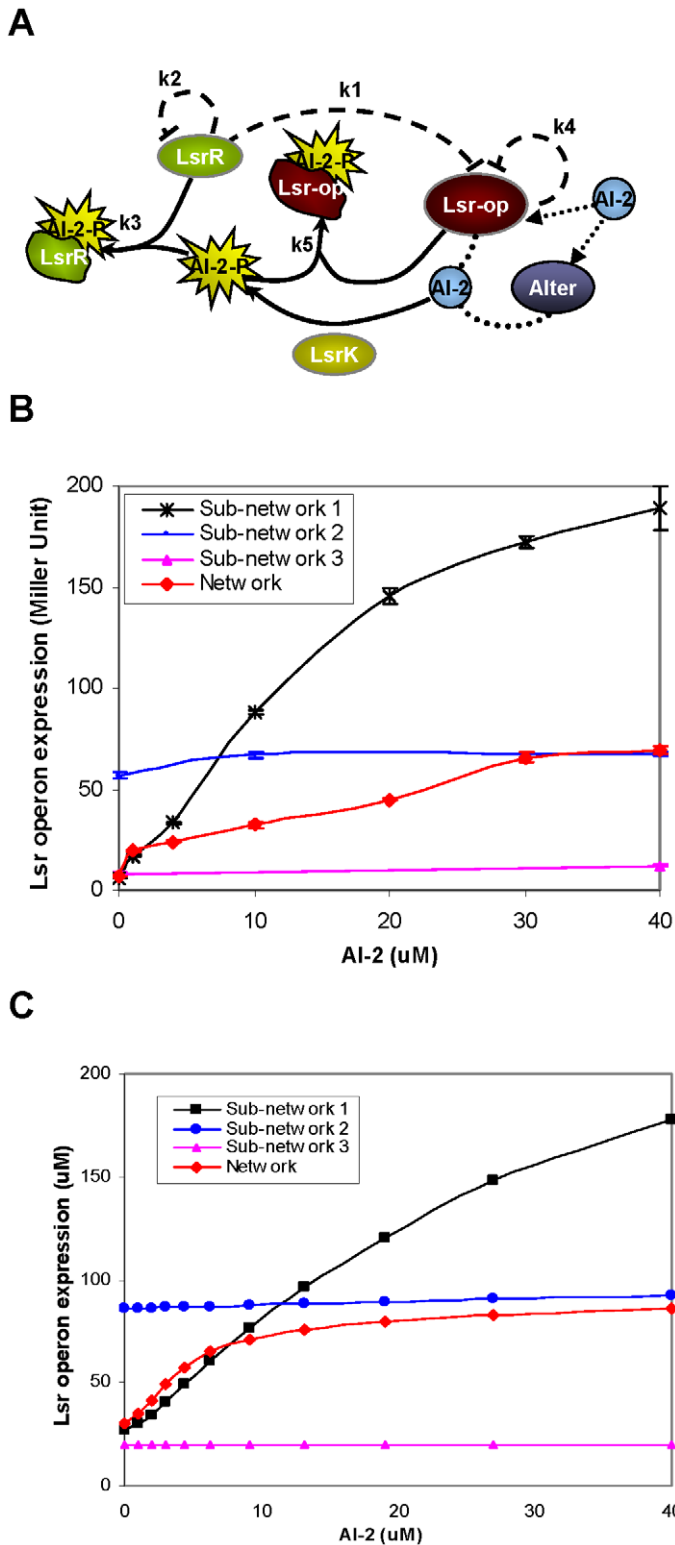 A
k2
k1
k4
LsrR
AI-2-P
Lsr-op
Lsr-op
AI-2
AI-2-P
k3
LsrR
k5
AI-2-P
AI-2
Alter
LsrK
B
Lsr operon expression (Miller Unit)
200
150
100
50
0
Sub-netw ork 1
Sub-netw ork 2
Sub-netw ork 3
Netw ork
0 10 20 30 40
AI-2 (uM)
C
Lsr operon expression (uM)
200
150
100
50
0
Sub-netw ork 1
Sub-netw ork 2
Sub-netw ork 3
Netw ork
0 10 20 30 40
AI-2 (uM)